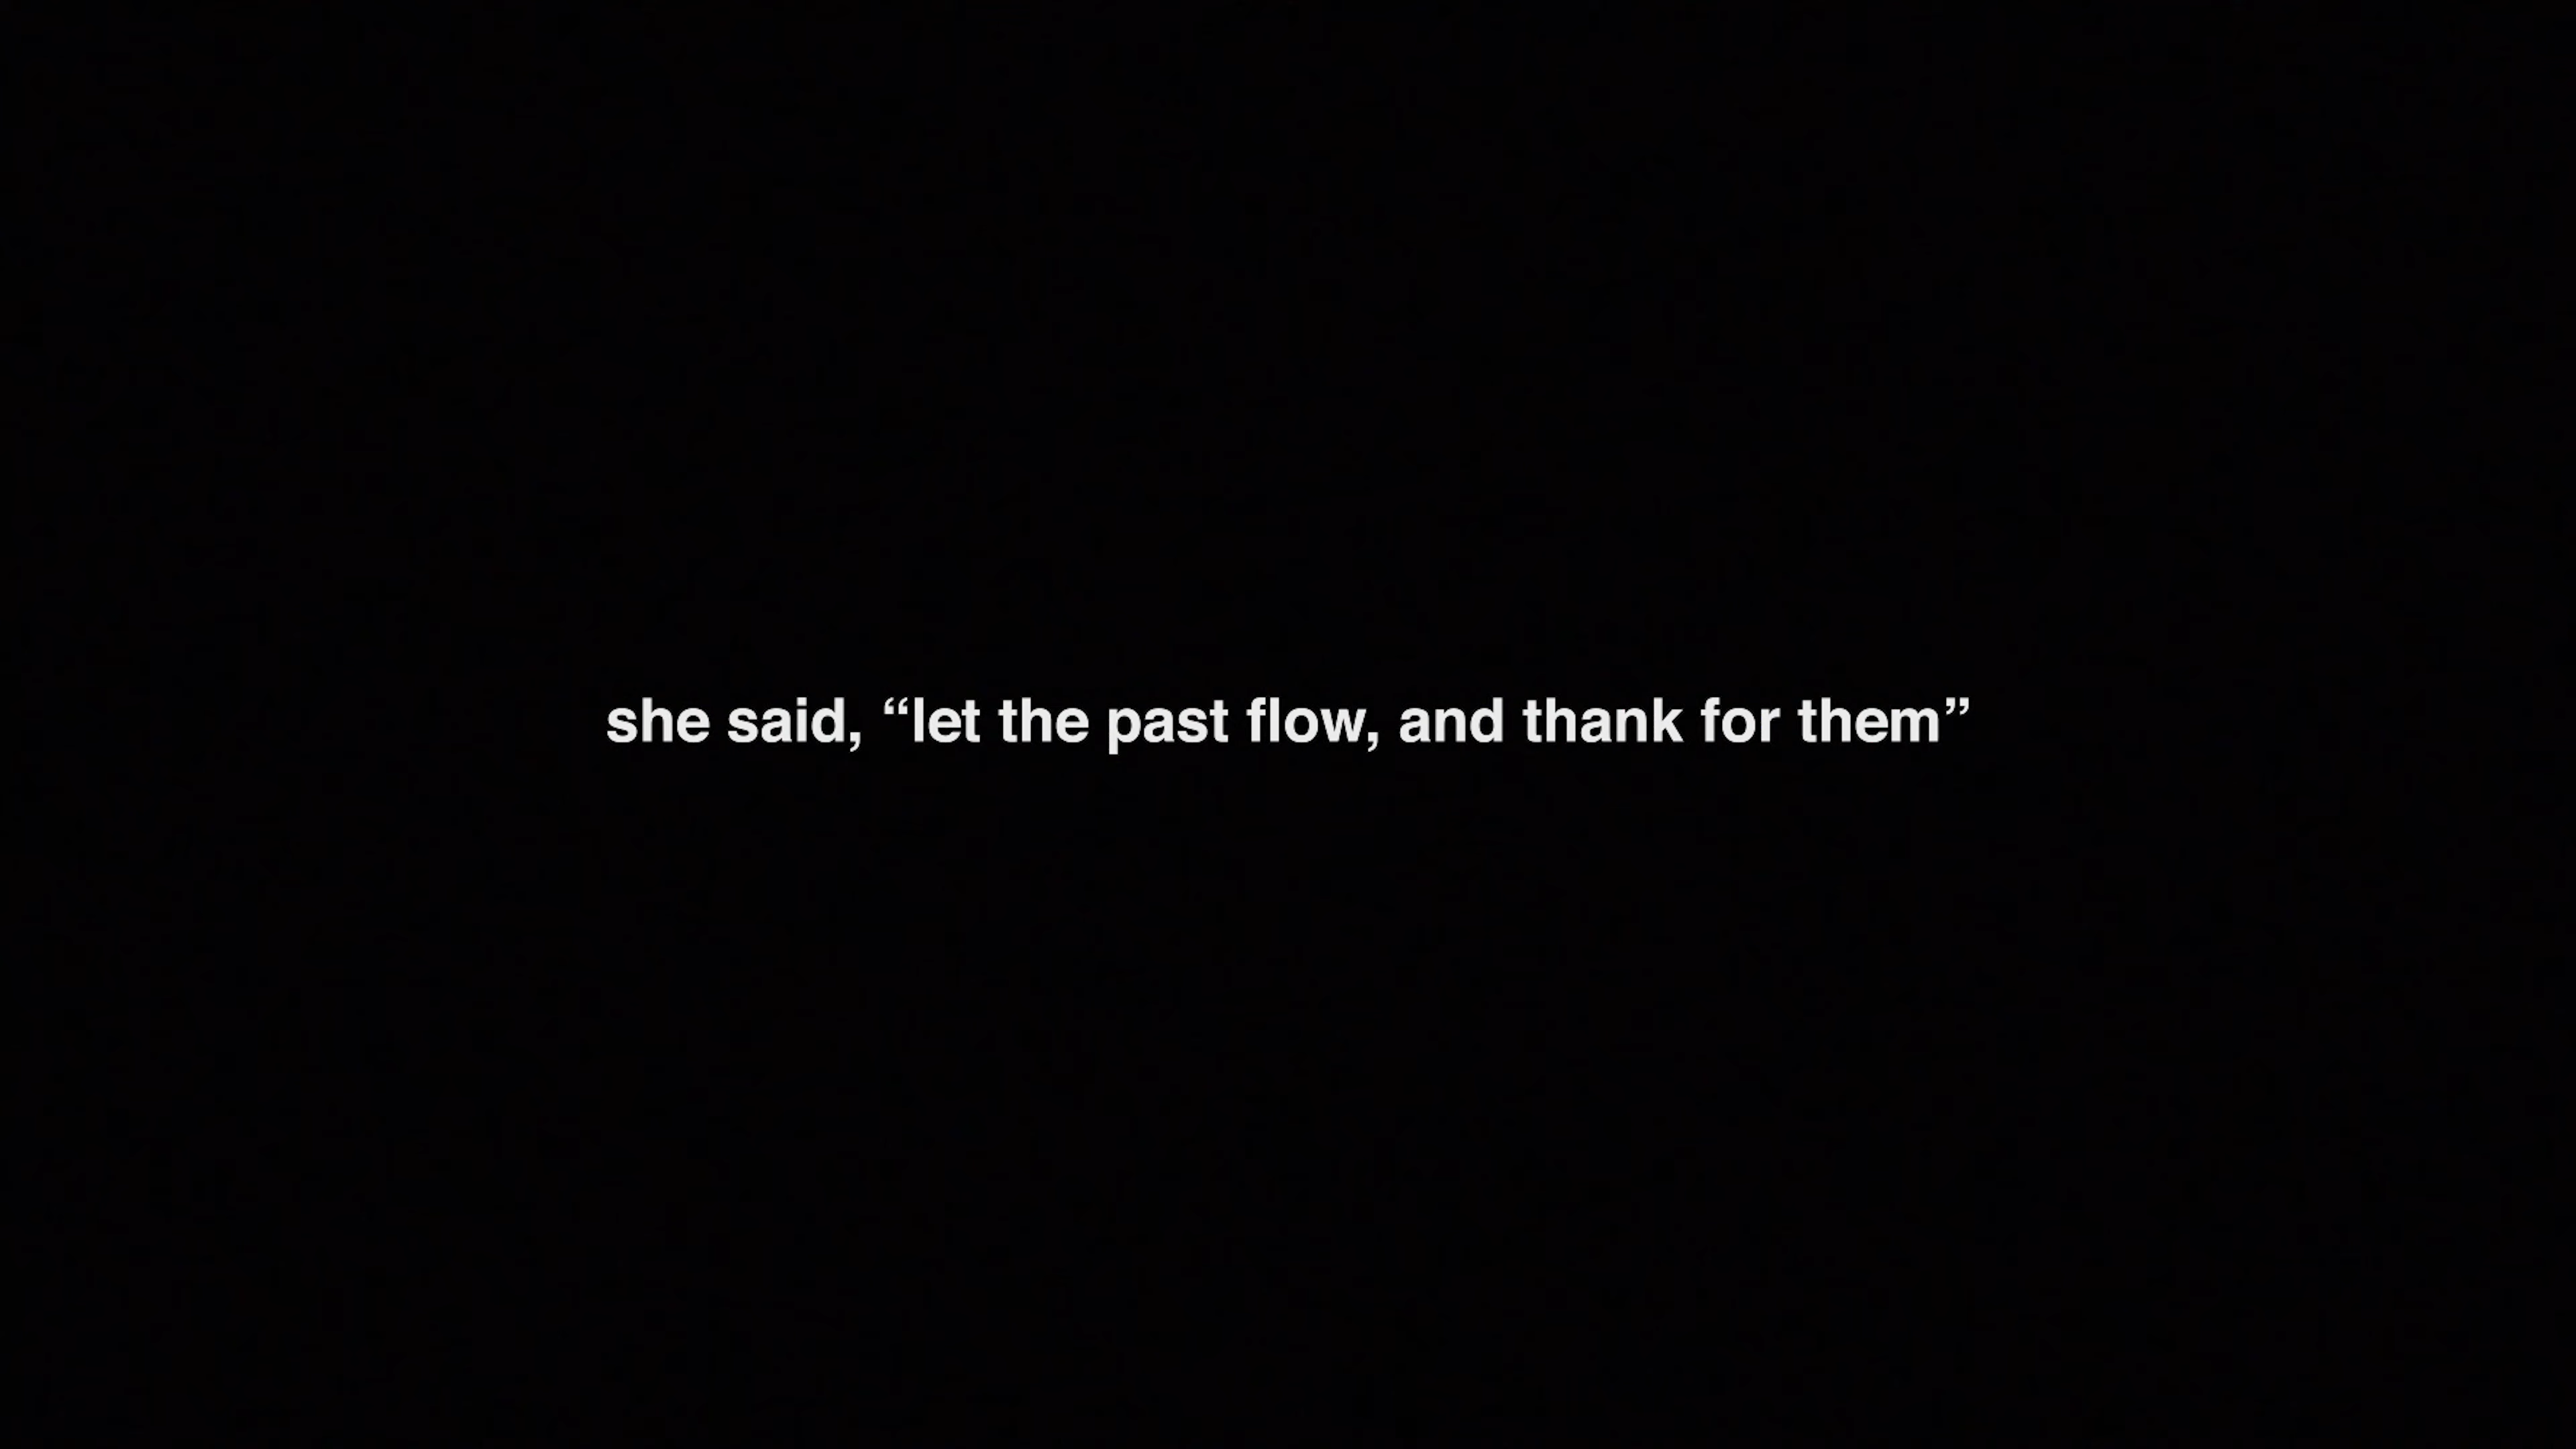 she said, “let the past flow, and thank for them”